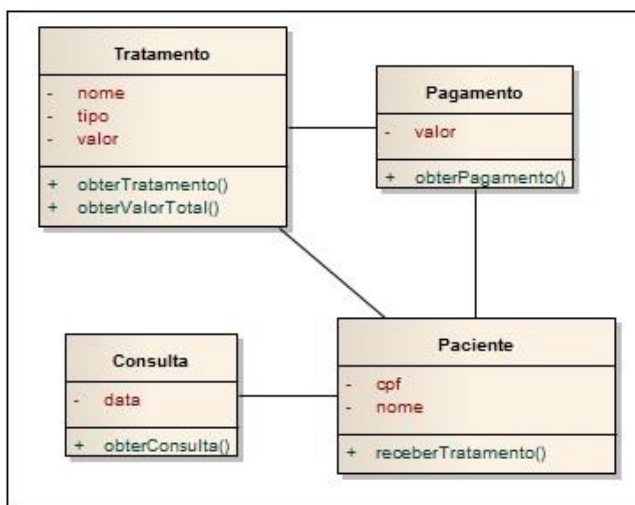 Tratamento
- nome
- tipo
- valor
+ obterTratamento()
+ obterValorTotal()
Pagamento
- valor
+ obterPagamento()
Consulta
- data
+ obterConsulta()
Paciente
- cpf
- nome
+ receberTratamento()